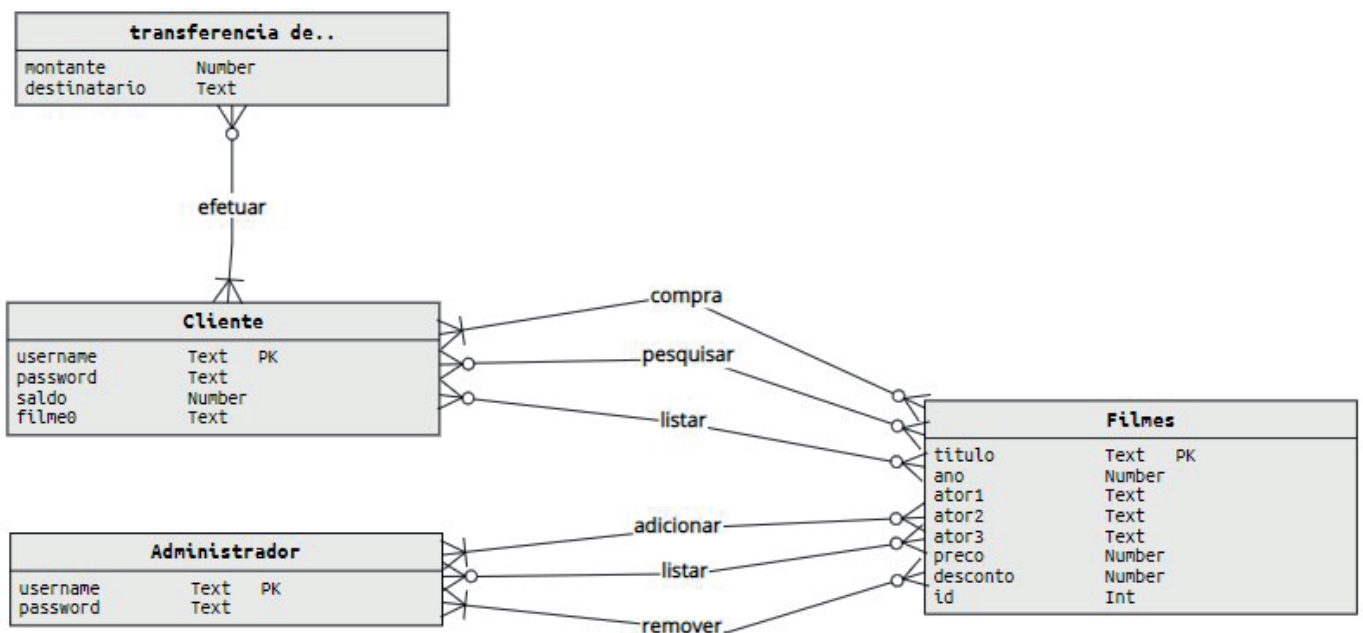 transferencia de..
montante Number
destinatario Text
efetuar
Cliente
username Text PK
password Text
saldo Number
filme0 Text
compra
pesquisar
listar
Filmes
titulo Text PK
ano Number
ator1 Text
ator2 Text
ator3 Text
preco Number
desconto Number
id Int
Administrador
username Text PK
password Text
adicionar
listar
remover